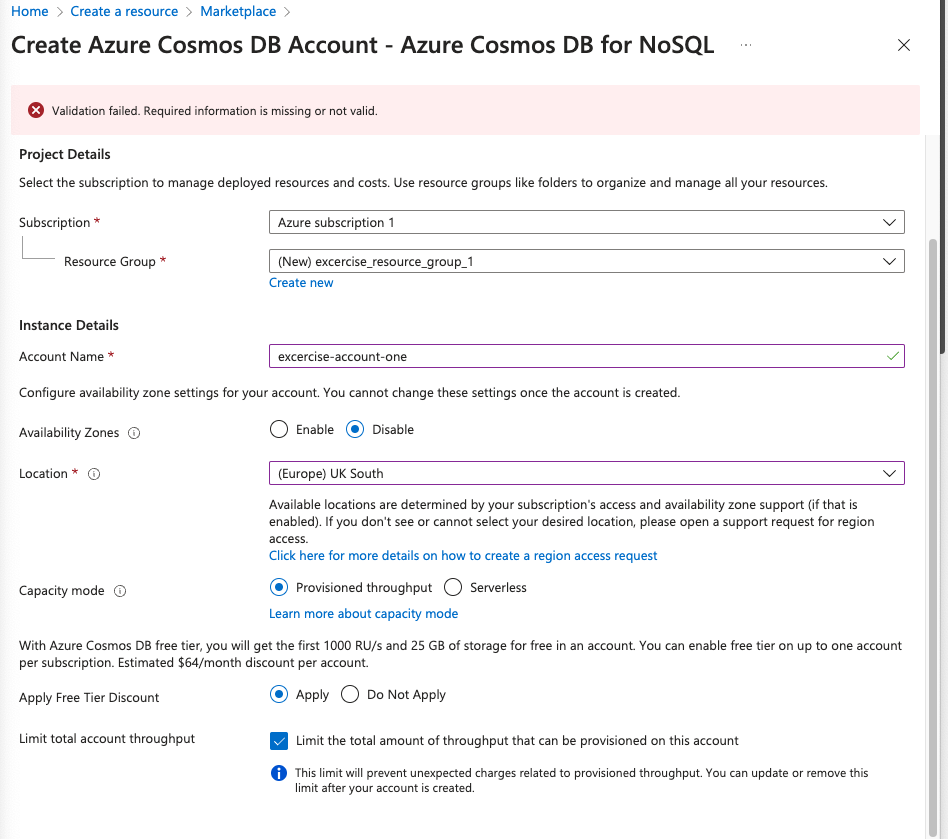 Home > Create a resource > Marketplace >
Create Azure Cosmos DB Account - Azure Cosmos DB for NoSQL ...
Validation failed. Required information is missing or not valid.
Project Details
Select the subscription to manage deployed resources and costs. Use resource groups like folders to organize and manage all your resources.
Subscription * Azure subscription 1
Resource Group * (New) excercise_resource_group_1
Create new
Instance Details
Account Name * excercise-account-one
Configure availability zone settings for your account. You cannot change these settings once the account is created.
Availability Zones Enable Disable
Location * (Europe) UK South
Available locations are determined by your subscription's access and availability zone support (if that is
enabled). If you don't see or cannot select your desired location, please open a support request for region
access.
Click here for more details on how to create a region access request
Capacity mode Provisioned throughput Serverless
Learn more about capacity mode
With Azure Cosmos DB free tier, you will get the first 1000 RU/s and 25 GB of storage for free in an account. You can enable free tier on up to one account
per subscription. Estimated $64/month discount per account.
Apply Free Tier Discount Apply Do Not Apply
Limit total account throughput Limit the total amount of throughput that can be provisioned on this account
This limit will prevent unexpected charges related to provisioned throughput. You can update or remove this
limit after your account is created.